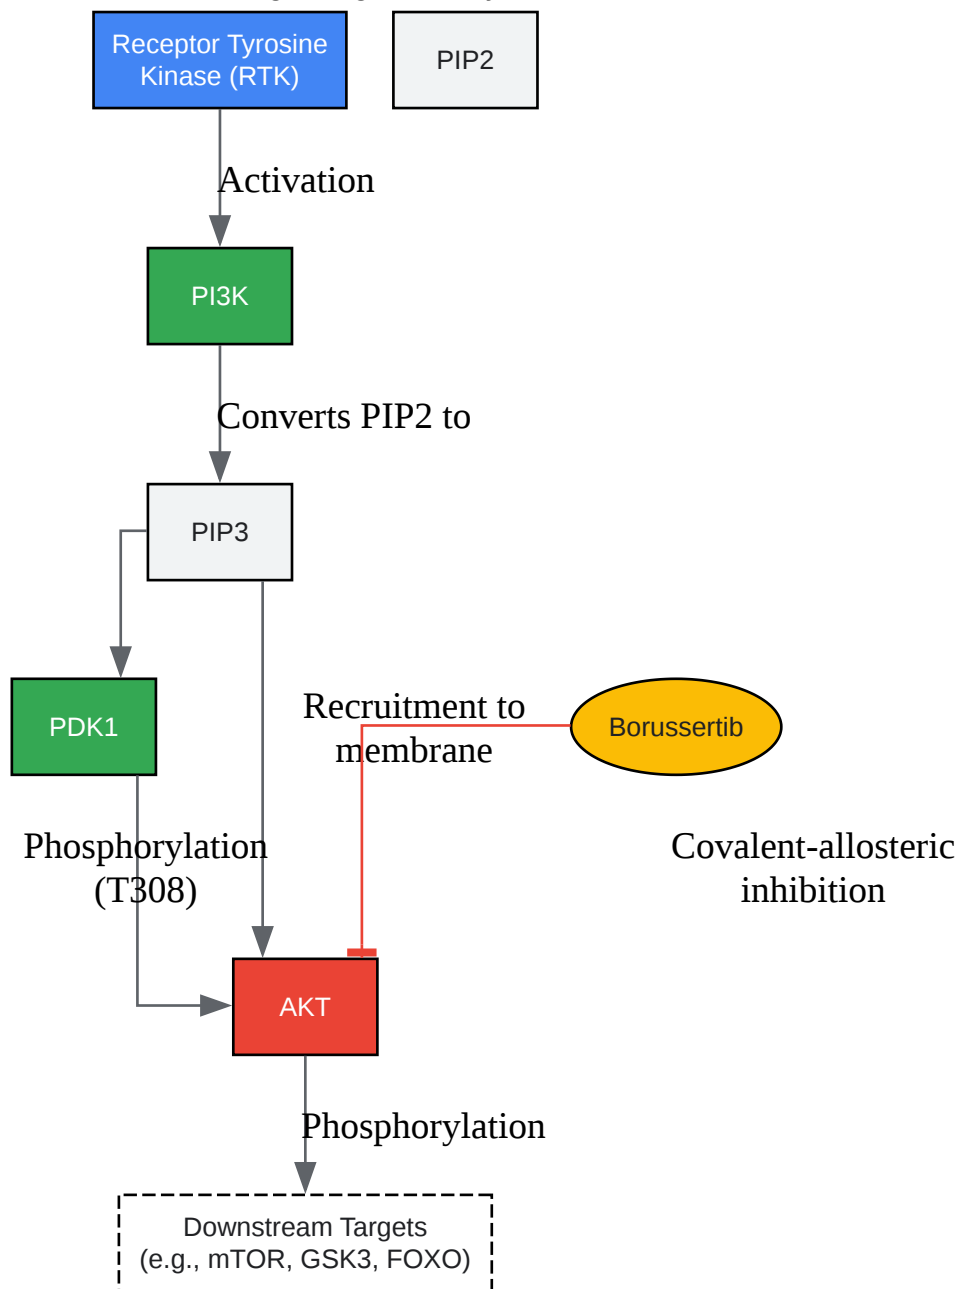 Receptor Tyrosine
Kinase (RTK)
PIP2
Activation
PI3K
Converts PIP2 to
PIP3
Recruitment to
membrane
PDK1
Borussertib
Phosphorylation
(T308)
Covalent-allosteric
inhibition
AKT
Phosphorylation
Downstream Targets
(e.g., mTOR, GSK3, FOXO)